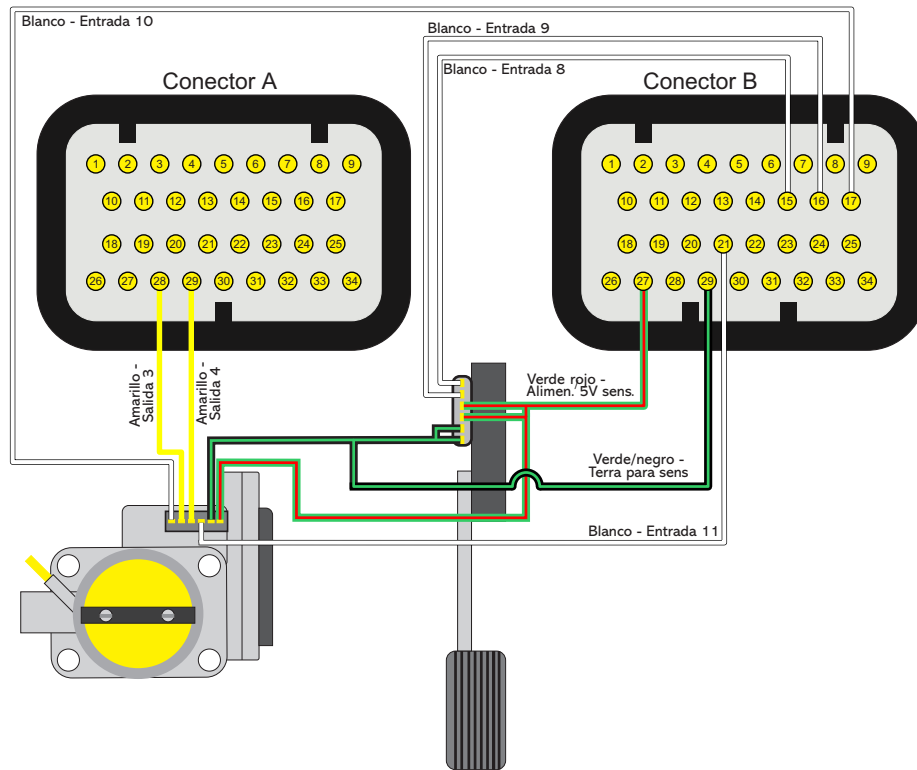 Blanco - Entrada 10
Blanco - Entrada 9
Blanco - Entrada 8
Conector A
Conector B
1 2 3 4 5 6 7 8 9
10 11 12 13 14 15 16 17
18 19 20 21 22 23 24 25
26 27 28 29 30 31 32 33 34
1 2 3 4 5 6 7 8 9
10 11 12 13 14 15 16 17
18 19 20 21 22 23 24 25
26 27 28 29 30 31 32 33 34
Amarillo -
Salida 3
Amarillo -
Salida 4
Verde rojo -
Alimen. 5V sens.
Verde/negro -
Terra para sens
Blanco - Entrada 11